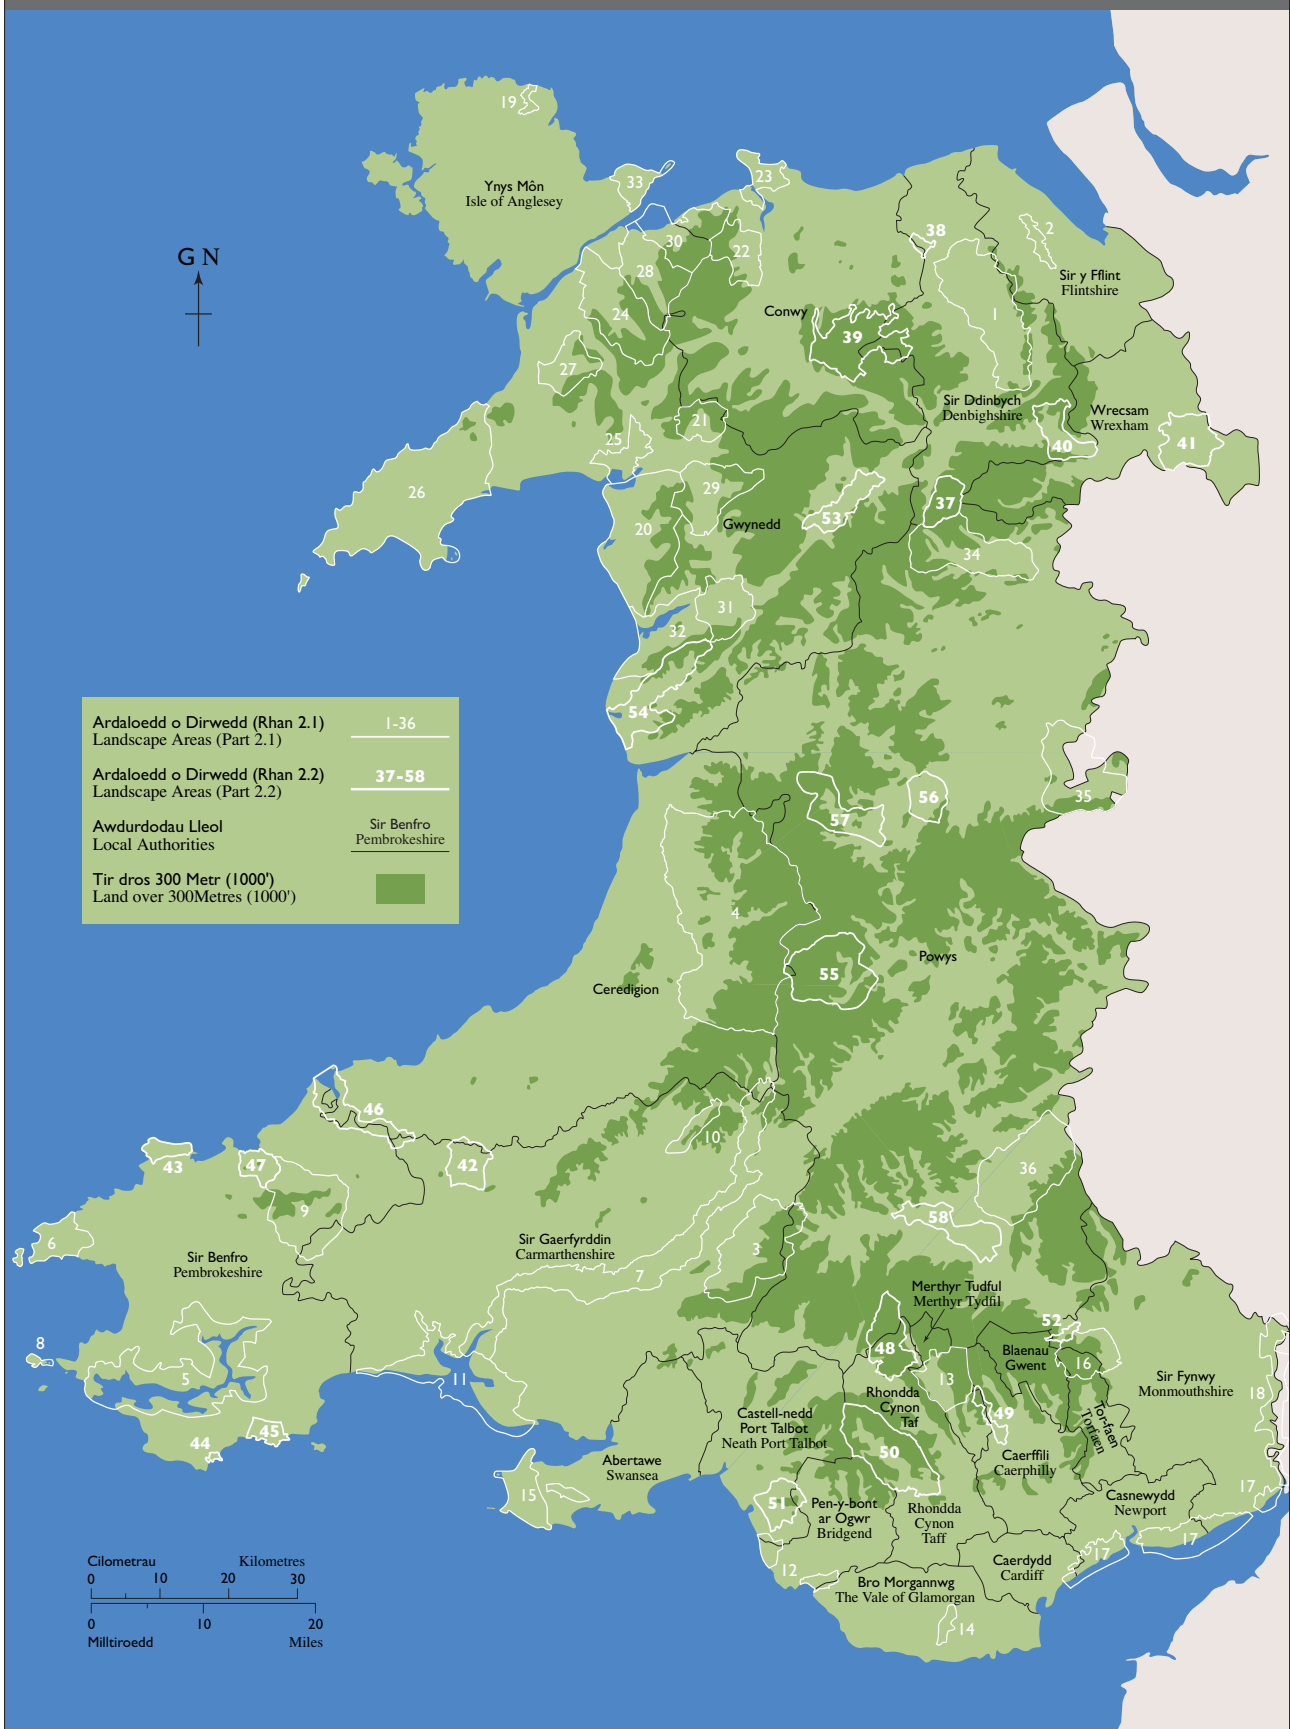 19
33
23
Ynys Môn
Isle of Anglesey
38
2
30
22
G N
28
Sir y Fflint
Flintshire
24
Conwy
1
39
27
Sir Ddinbych
Denbighshire
Wrecsam
Wrexham
21
25
40
41
26
29
37
20
Gwynedd
53
34
31
32
54
Ardaloedd o Dirwedd (Rhan 2.1)
Landscape Areas (Part 2.1)
1-36
Ardaloedd o Dirwedd (Rhan 2.2)
Landscape Areas (Part 2.2)
37-58
Awdurdodau Lleol
Local Authorities
Sir Benfro
Pembrokeshire
Tir dros 300 Metr (1000')
Land over 300Metres (1000')
35
56
57
4
Powys
55
Ceredigion
46
10
43
47
42
36
9
58
6
Sir Benfro
Pembrokeshire
Sir Gaerfyrddin
Carmarthenshire
3
7
Merthyr Tudful
Merthyr Tydfil
52
8
48
Blaenau
Gwent
16
5
11
13
Sir Fynwy
Monmouthshire
18
Rhondda
Cynon
Taf
49
Tor-faen
Torfaen
Castell-nedd
Port Talbot
Neath Port Talbot
44
45
50
Caerffili
Caerphilly
Abertawe
Swansea
15
51
Pen-y-bont
ar Ogwr
Bridgend
Rhondda
Cynon
Taff
Casnewydd
Newport
17
17
17
Caerdydd
Cardiff
12
Bro Morgannwg
The Vale of Glamorgan
14
Cilometrau
Kilometres
0
10
20
30
0
10
20
Milltiroedd
Miles